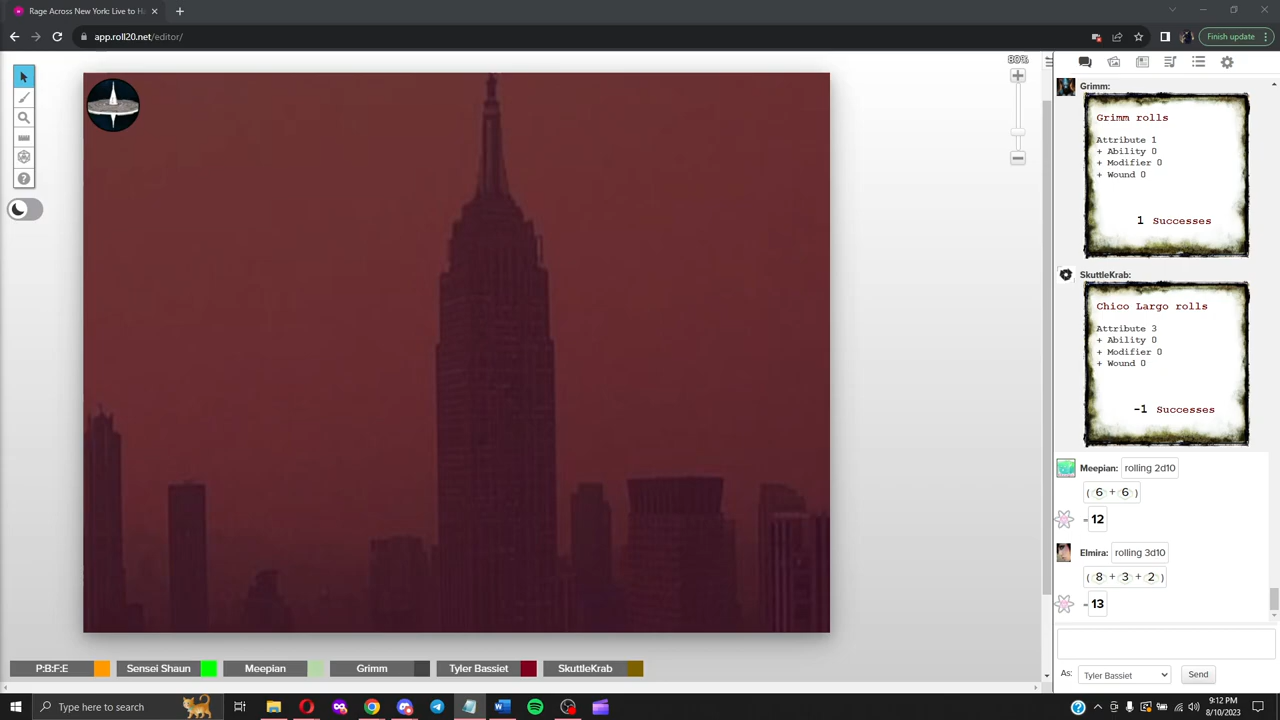 Rage Across New York Live to Ha
app.roll20.net/editor/
Finish update
80%
Grimm:
Grimm rolls
Attribute 1
+ Ability 0
+ Modifier 0
+ Wound 0
1 Successes
SkuttleKrab:
Chico Largo rolls
Attribute 3
+ Ability 0
+ Modifier 0
+ Wound 0
-1 Successes
Meepian: rolling 2d10
(6+6)
=12
Elmira: rolling 3d10
(8+3+2)
=13
P:B:F:E
Sensei Shaun
Meepian
Grimm
Tyler Bassiet
SkuttleKrab
As: Tyler Bassiet
Send
Type here to search
9:12 PM
8/10/2023